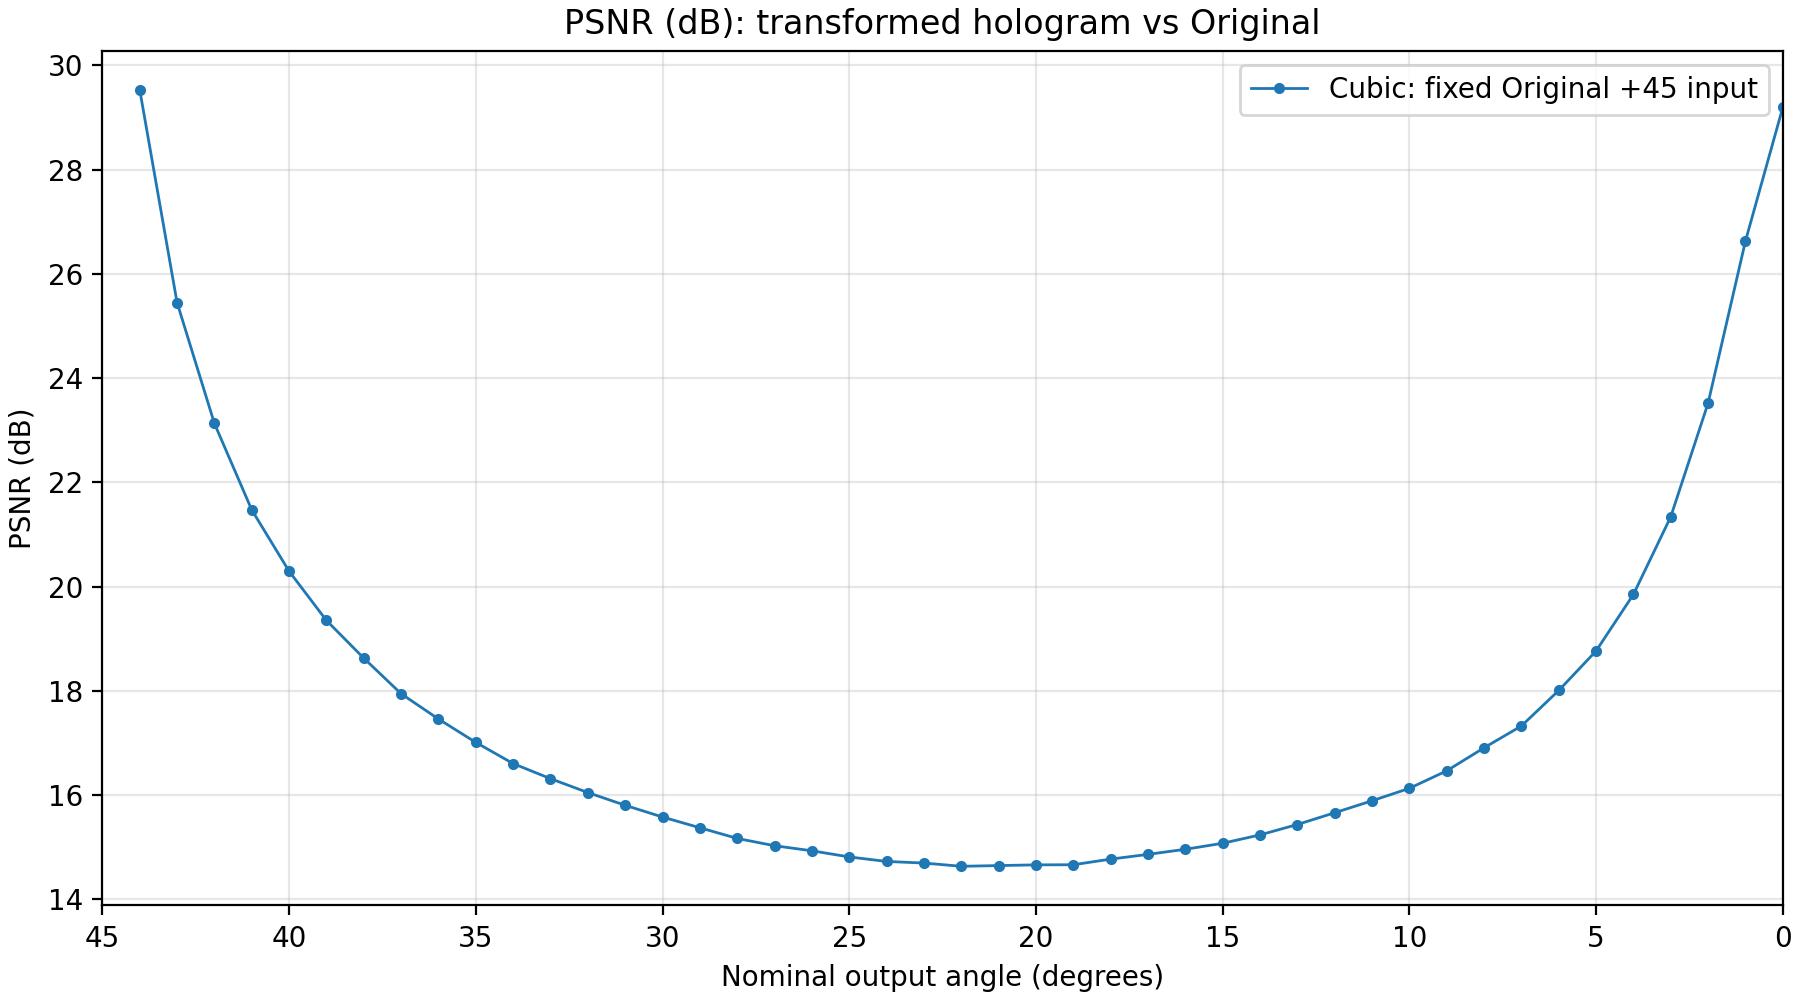 PSNR (dB): transformed hologram vs Original
Cubic: fixed Original +45 input
PSNR (dB)
30
28
26
24
22
20
18
16
14
45 40 35 30 25 20 15 10 5 0
Nominal output angle (degrees)